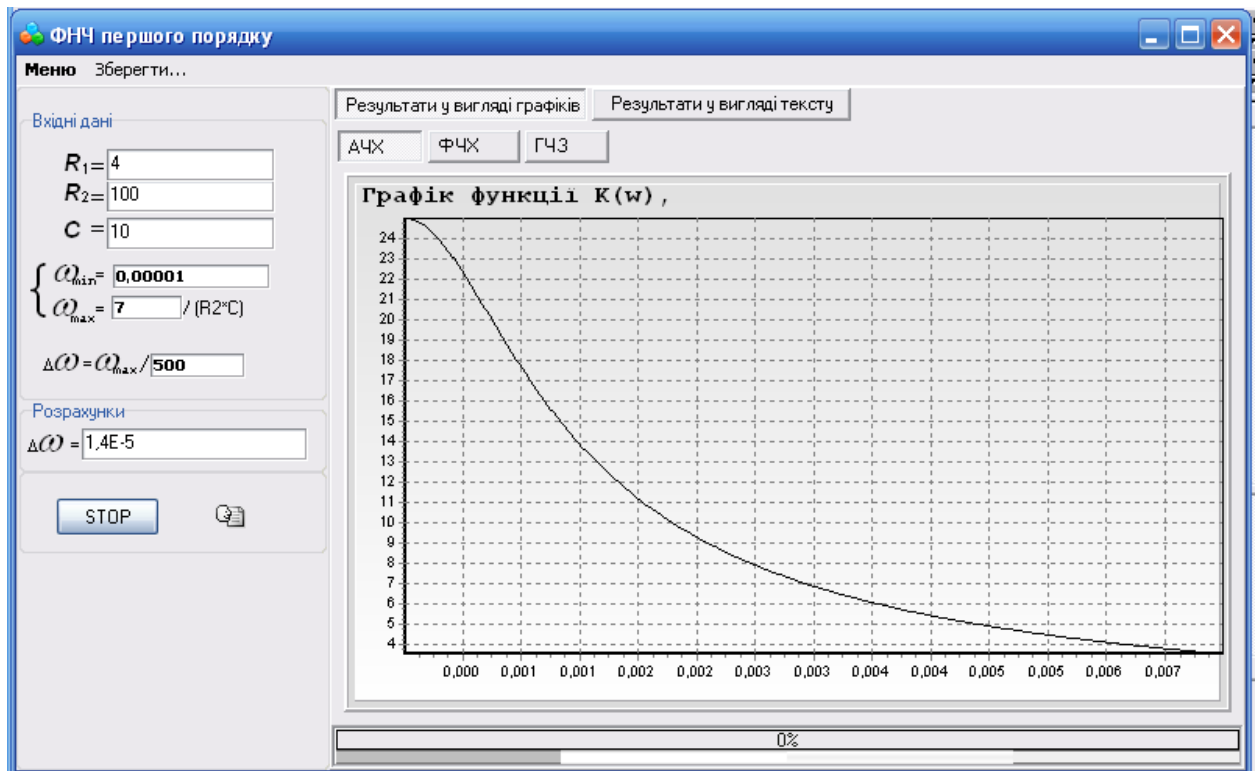 ФНЧ першого порядку
Меню Зберегти...
Вхідні дані
R1= 4
R2= 100
C = 10
ωmin= 0,00001
ωmax= 7 / (R2*C)
Δω=ωmax/ 500
Розрахунки
Δω = 1,4E-5
STOP
Результати у вигляді графіків Результати у вигляді тексту
АЧХ ФЧХ ГЧЗ
Графік функції K(w),
24
23
22
21
20
19
18
17
16
15
14
13
12
11
10
9
8
7
6
5
4
0,000 0,001 0,001 0,002 0,002 0,003 0,003 0,004 0,004 0,005 0,005 0,006 0,007
0%